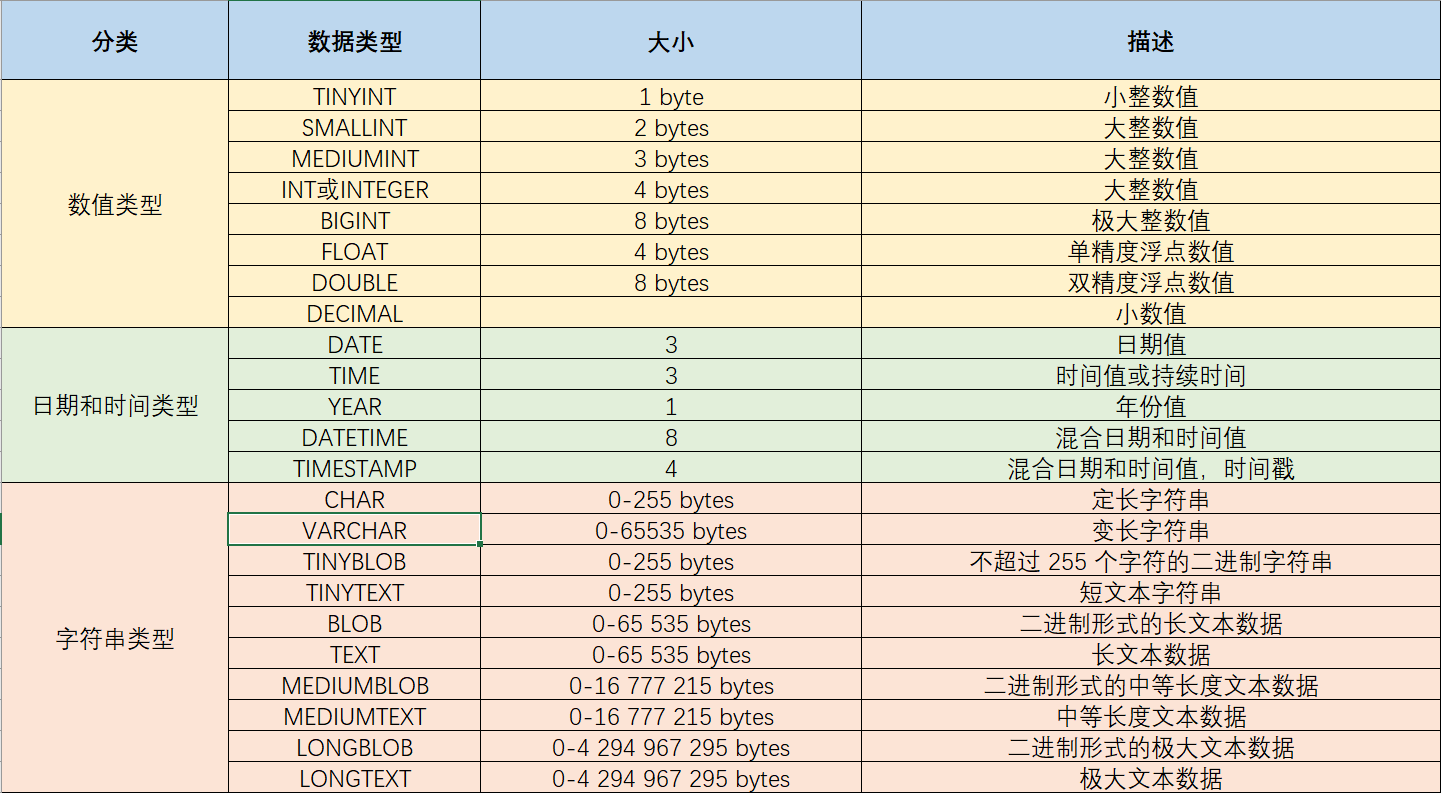 分类 数据类型 大小 描述
数值类型
TINYINT 1 byte 小整数值
SMALLINT 2 bytes 大整数值
MEDIUMINT 3 bytes 大整数值
INT或INTEGER 4 bytes 大整数值
BIGINT 8 bytes 极大整数值
FLOAT 4 bytes 单精度浮点数值
DOUBLE 8 bytes 双精度浮点数值
DECIMAL 小数值
日期和时间类型
DATE 3 日期值
TIME 3 时间值或持续时间
YEAR 1 年份值
DATETIME 8 混合日期和时间值
TIMESTAMP 4 混合日期和时间值，时间戳
字符串类型
CHAR 0-255 bytes 定长字符串
VARCHAR 0-65535 bytes 变长字符串
TINYBLOB 0-255 bytes 不超过 255 个字符的二进制字符串
TINYTEXT 0-255 bytes 短文本字符串
BLOB 0-65 535 bytes 二进制形式的长文本数据
TEXT 0-65 535 bytes 长文本数据
MEDIUMBLOB 0-16 777 215 bytes 二进制形式的中等长度文本数据
MEDIUMTEXT 0-16 777 215 bytes 中等长度文本数据
LONGBLOB 0-4 294 967 295 bytes 二进制形式的极大文本数据
LONGTEXT 0-4 294 967 295 bytes 极大文本数据